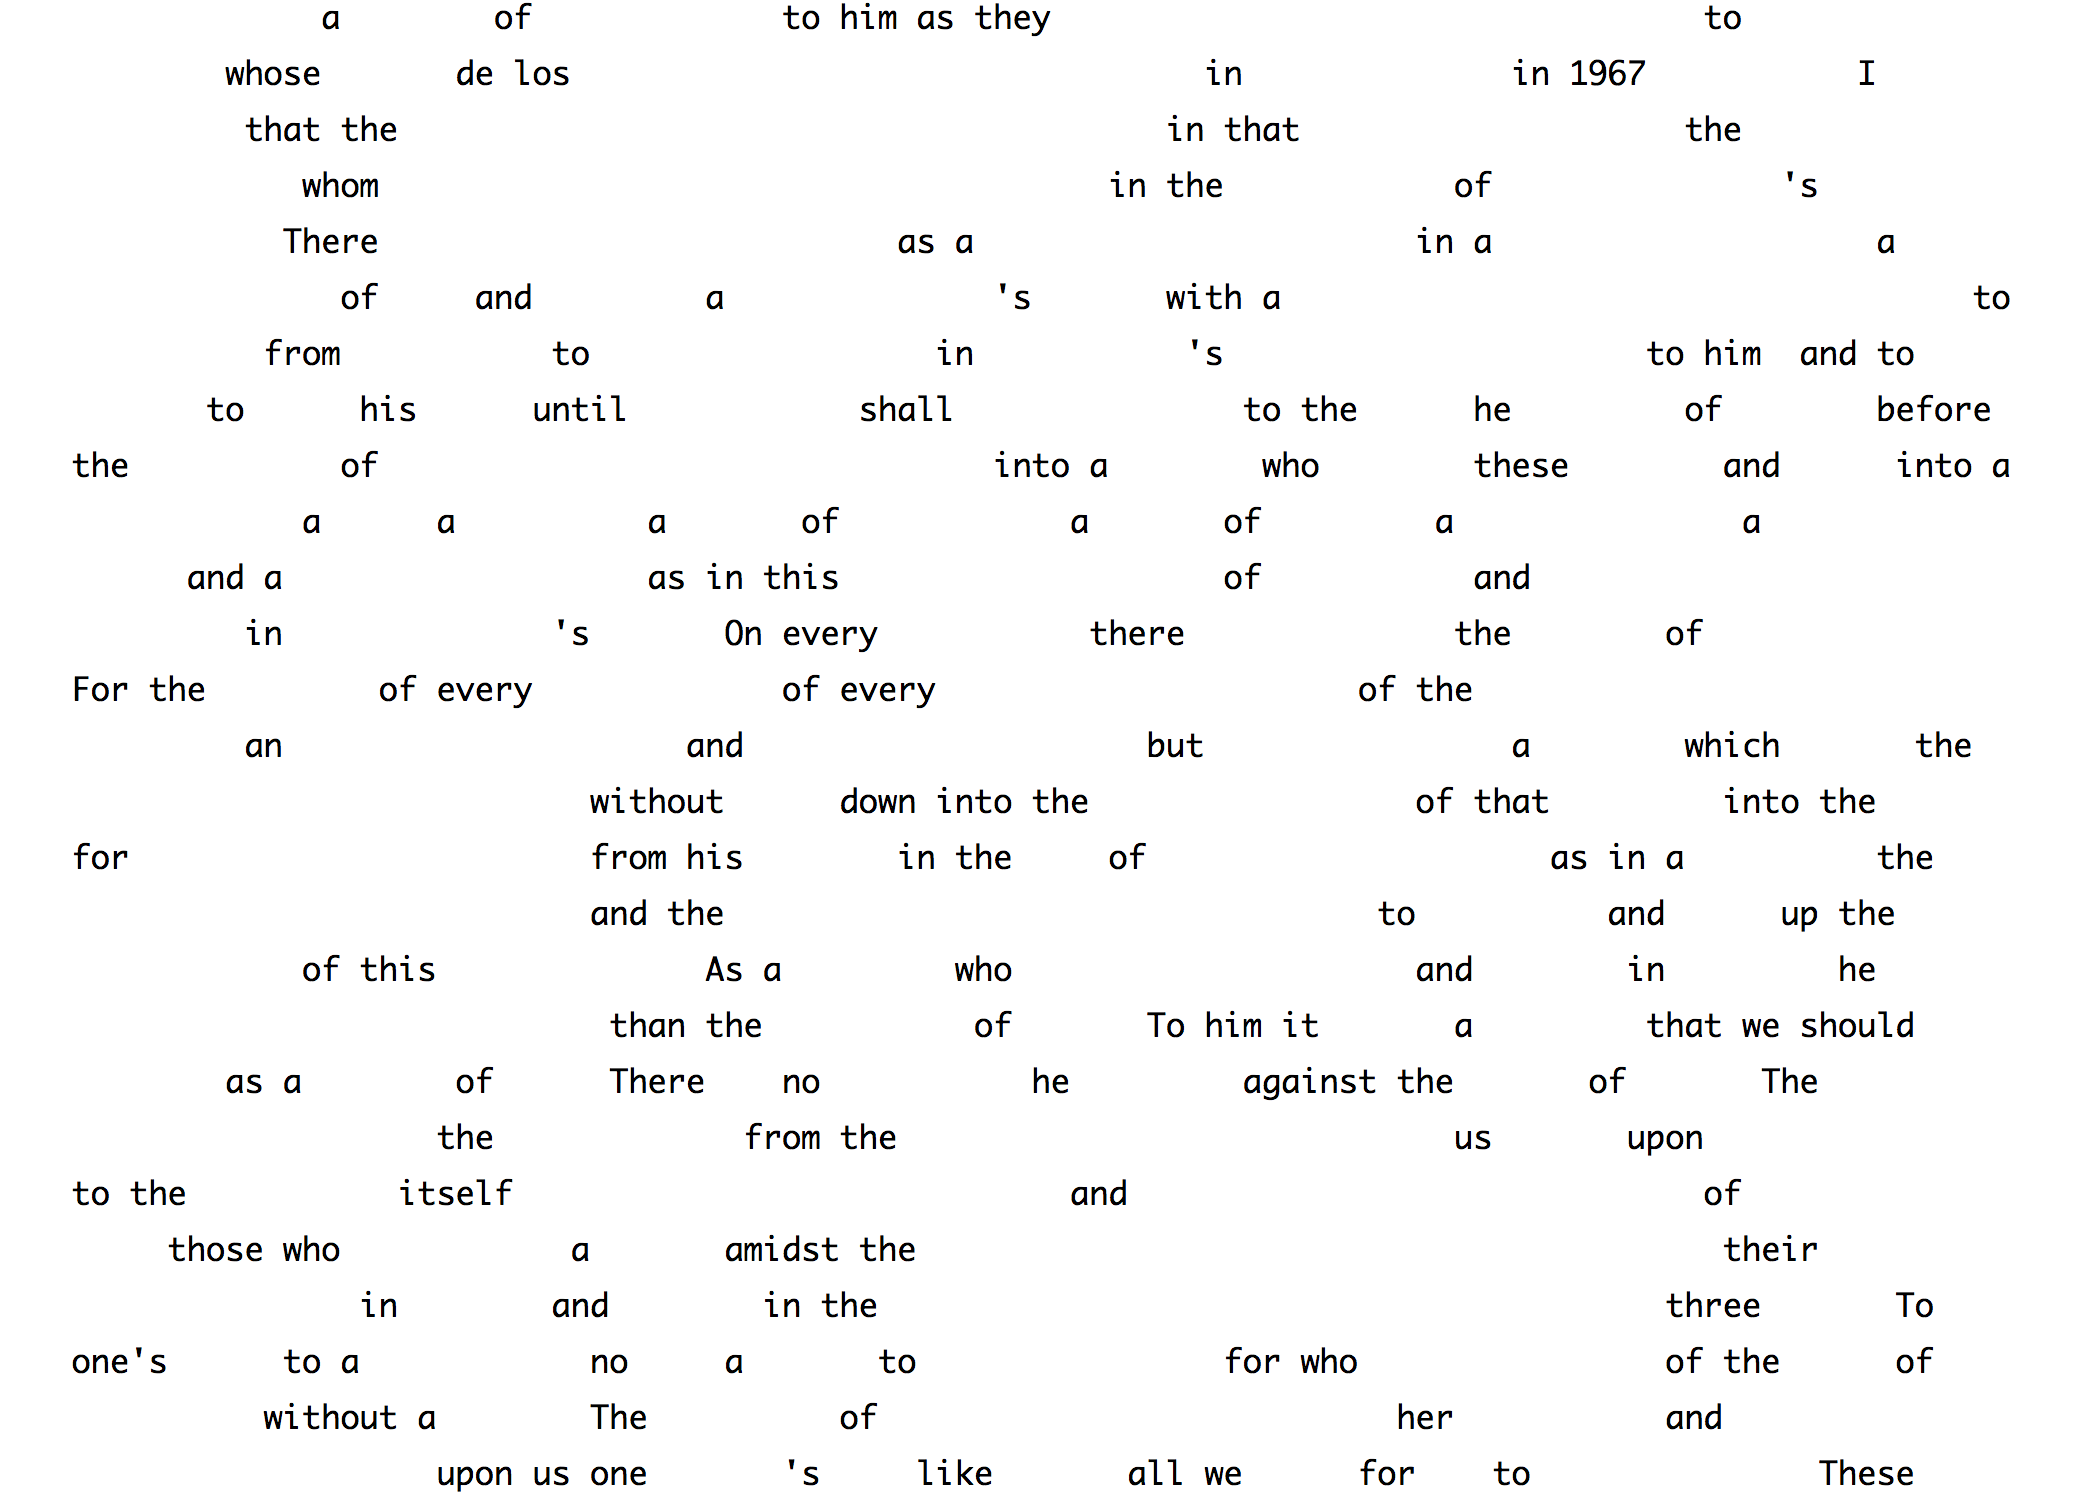 a of to him as they to
whose de los in in 1967 I
that the in that the
whom in the of 's
There as a in a a
of and a 's with a to
from to in 's to him and to
to his until shall to the he of before
the of into a who these and into a
a a a of a of a a
and a as in this of and
in 's On every there the of
For the of every of every of the
an and but a which the
without down into the of that into the
for from his in the of as in a the
and the to and up the
of this As a who and in he
than the of To him it a that we should
as a of There no he against the of The
the from the us upon
to the itself and of
those who a amidst the their
in and in the three To
one's to a no a to for who of the of
without a The of her and
upon us one 's like all we for to These